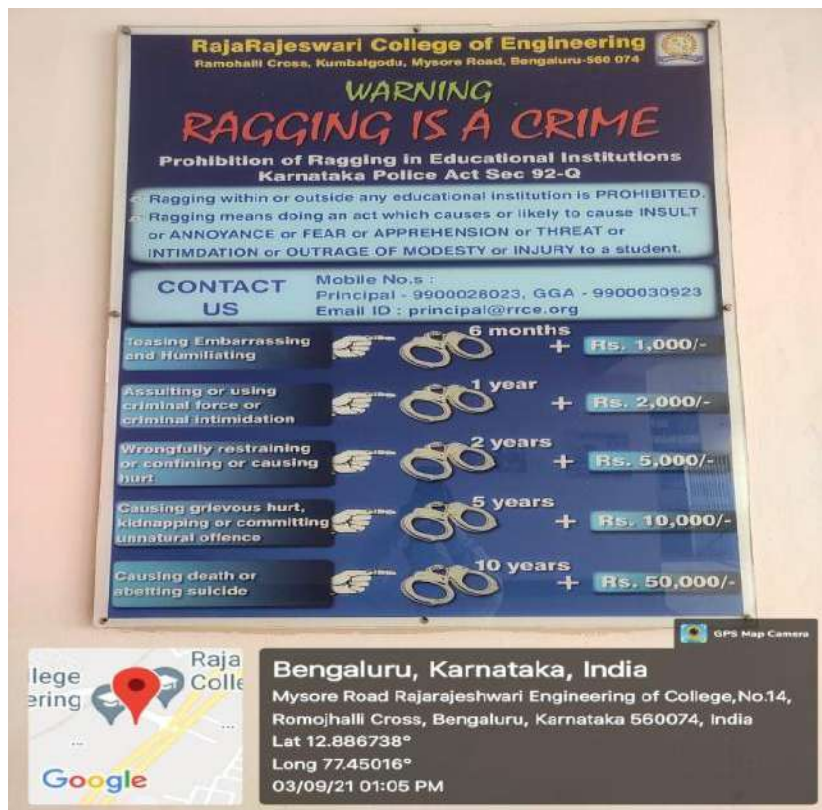 RajaRajeswari College of Engineering
Ramohalli Cross, Kumbalgodu, Mysore Road, Bengaluru-560 074
WARNING
RAGGING IS A CRIME
Prohibition of Ragging in Educational Institutions
Karnataka Police Act Sec 92-Q
Ragging within or outside any educational institution is PROHIBITED.
Ragging means doing an act which causes or likely to cause INSULT
or ANNOYANCE or FEAR or APPREHENSION or THREAT or
INTIMDATION or OUTRAGE OF MODESTY or INJURY to a student.
CONTACT
US
Mobile No.s :
Principal - 9900028023, GGA - 9900030923
Email ID : principal@rrce.org
Teasing Embarrassing
and Humiliating
6 months
+ Rs. 1,000/-
Assulting or using
criminal force or
criminal intimidation
1 year
+ Rs. 2,000/-
Wrongfully restraining
or confining or causing
hurt
2 years
+ Rs. 5,000/-
Causing grievous hurt,
kidnapping or committing
unnatural offence
5 years
+ Rs. 10,000/-
Causing death or
abetting suicide
10 years
+ Rs. 50,000/-
GPS Map Camera
llege
ering
Raja
Colle
Google
Bengaluru, Karnataka, India
Mysore Road Rajarajeshwari Engineering of College,No.14,
Romojhalli Cross, Bengaluru, Karnataka 560074, India
Lat 12.886738°
Long 77.45016°
03/09/21 01:05 PM